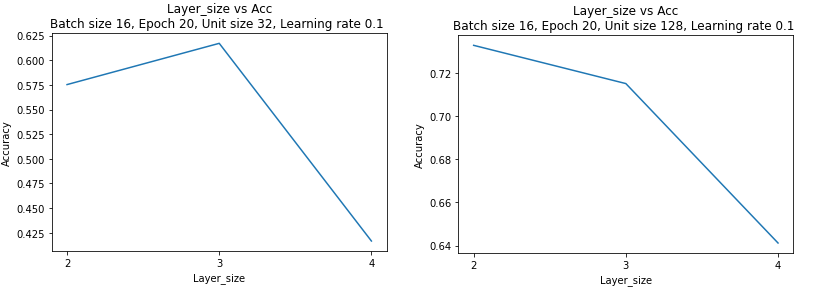 Layer_size vs Acc
Batch size 16, Epoch 20, Unit size 32, Learning rate 0.1
0.625
0.600
0.575
0.550
0.525
0.500
0.475
0.450
0.425
Accuracy
2 3 4
Layer_size
Layer_size vs Acc
Batch size 16, Epoch 20, Unit size 128, Learning rate 0.1
0.72
0.70
0.68
0.66
0.64
Accuracy
2 3 4
Layer_size